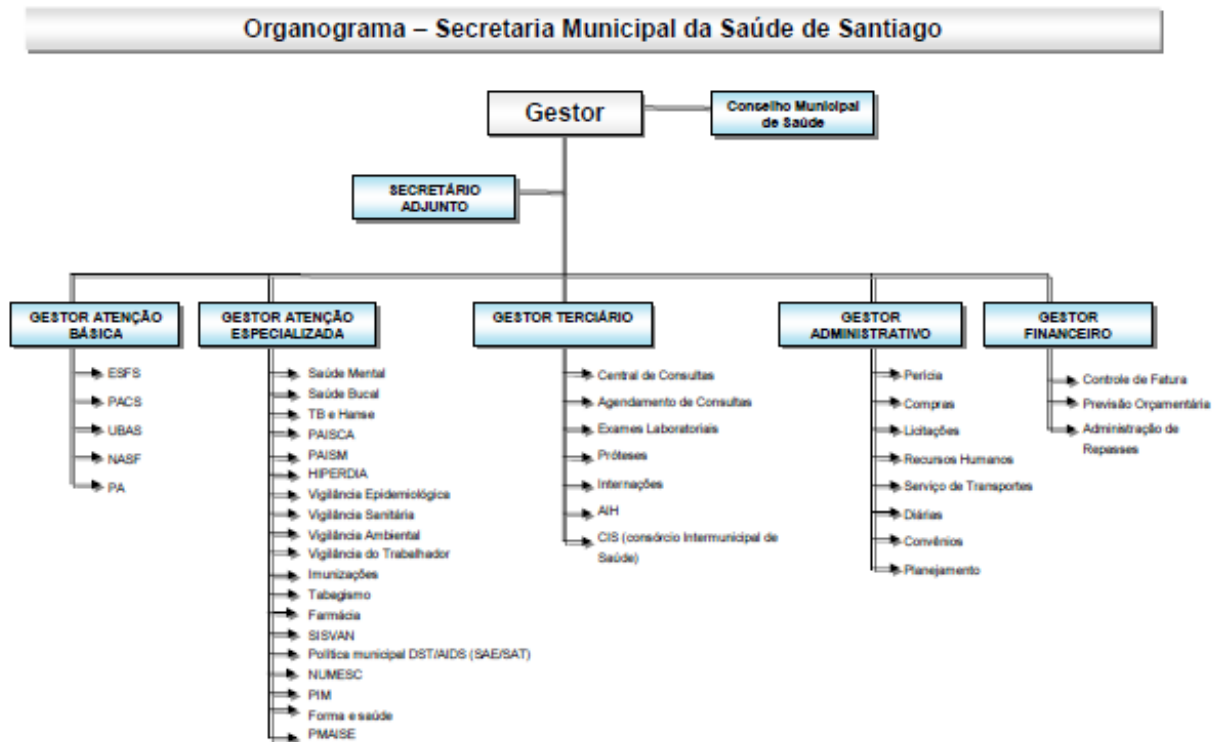 Organograma – Secretaria Municipal da Saúde de Santiago
Gestor
Conselho Municipal
de Saúde
SECRETÁRIO
ADJUNTO
GESTOR ATENÇÃO
BÁSICA
ESFS
PACS
UBAS
NASF
PA
GESTOR ATENÇÃO
ESPECIALIZADA
Saúde Mental
Saúde Bucal
TB e Hanse
PAISCA
PAISM
HIPERDIA
Vigilância Epidemiológica
Vigilância Sanitária
Vigilância Ambiental
Vigilância do Trabalhador
Imunizações
Tabagismo
Farmácia
SISVAN
Política municipal DST/AIDS (SAE/SAT)
NUMESC
PIM
Forma e saúde
PMAISE
GESTOR TERCIÁRIO
Central de Consultas
Agendamento de Consultas
Exames Laboratoriais
Próteses
Internações
AIH
CIS (consórcio Intermunicipal de
Saúde)
GESTOR
ADMINISTRATIVO
Perícia
Compras
Licitações
Recursos Humanos
Serviço de Transportes
Diárias
Convênios
Planejamento
GESTOR
FINANCEIRO
Controle de Fatura
Previsão Orçamentária
Administração de
Repasses